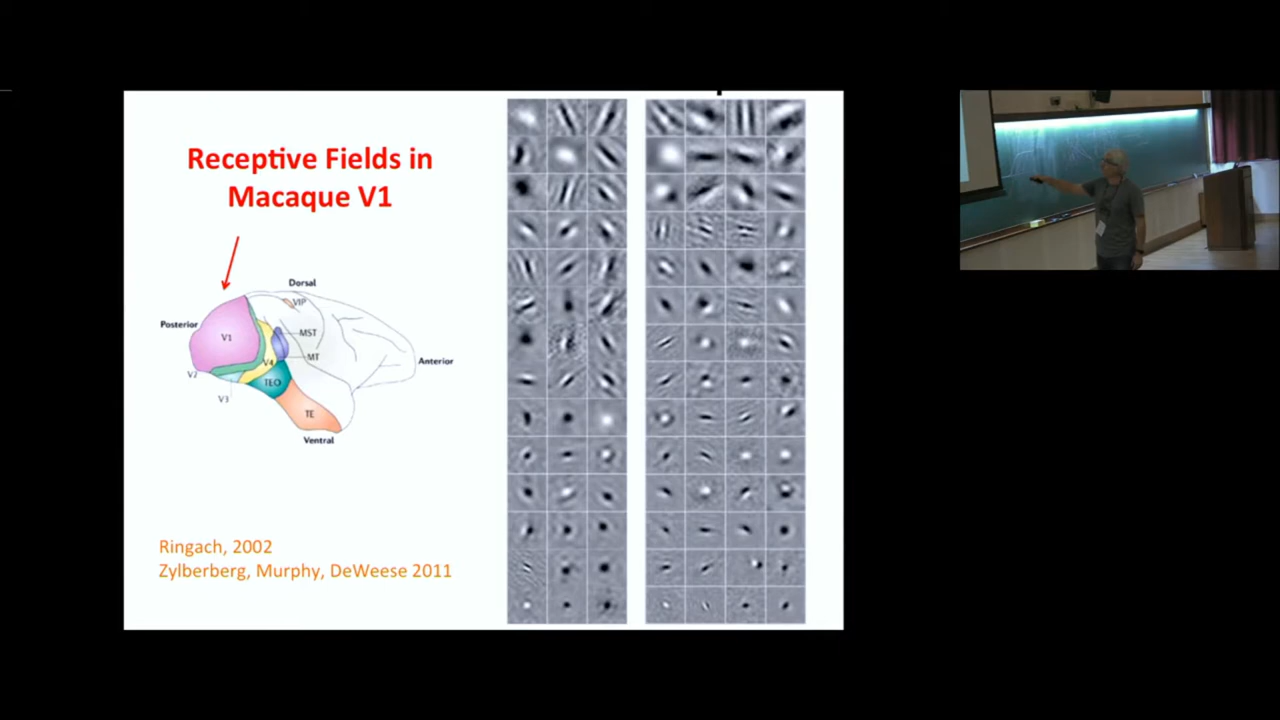 Receptive Fields in
Macaque V1
Dorsal
VIP
Posterior
V1
MST
MT
V4
Anterior
V2
TEO
V3
TE
Ventral
Ringach, 2002
Zylberberg, Murphy, DeWeese 2011